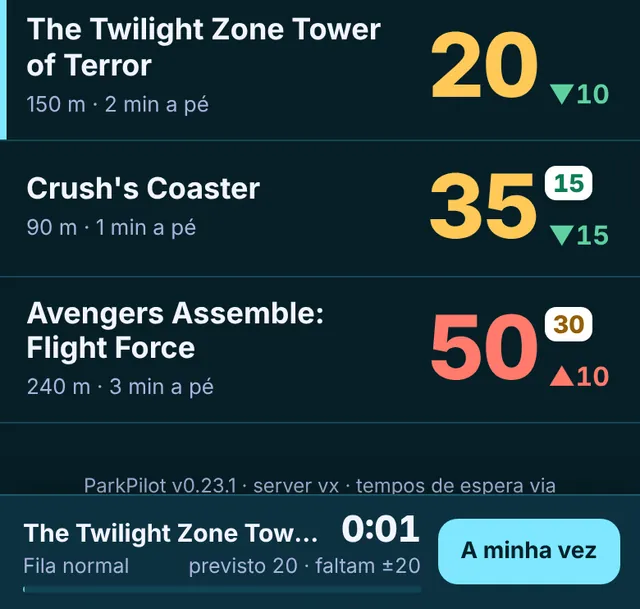 The Twilight Zone Tower
of Terror
150 m · 2 min a pé
20
▼10
Crush's Coaster
90 m · 1 min a pé
35
15
▼15
Avengers Assemble:
Flight Force
240 m · 3 min a pé
50
30
▲10
ParkPilot v0.23.1 · server vx · tempos de espera via
The Twilight Zone Tow... 0:01
Fila normal previsto 20 · faltam ±20
A minha vez